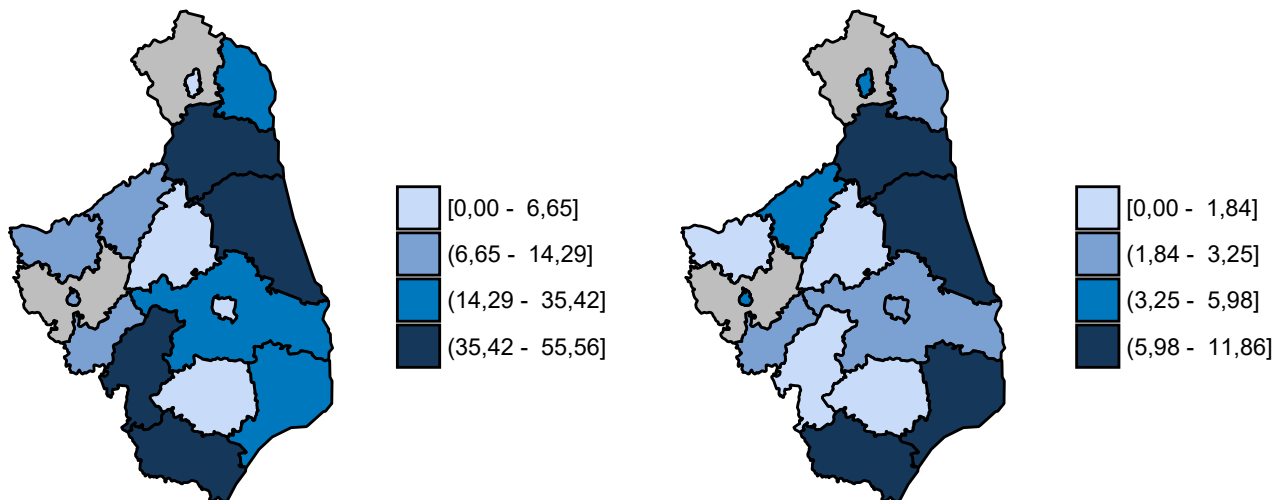 [0,00 - 6,65]
(6,65 - 14,29]
(14,29 - 35,42]
(35,42 - 55,56]
[0,00 - 1,84]
(1,84 - 3,25]
(3,25 - 5,98]
(5,98 - 11,86]